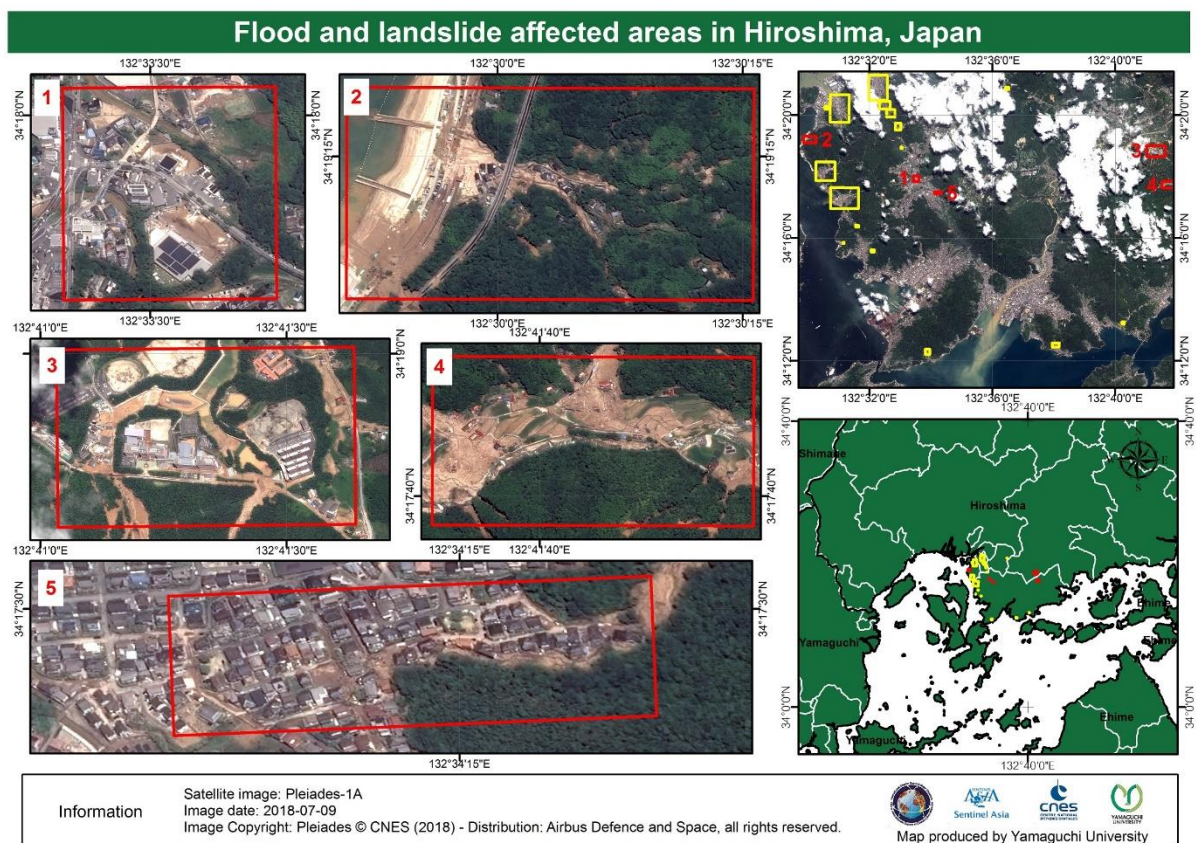 Flood and landslide affected areas in Hiroshima, Japan
132°33'30"E
1
34°18'0"N
34°18'0"N
132°33'30"E
132°30'0"E
132°30'15"E
2
34°19'15"N
34°19'15"N
132°30'0"E
132°30'15"E
132°32'0"E
132°36'0"E
132°40'0"E
34°20'0"N
34°20'0"N
2
3
1
5
4
34°16'0"N
34°16'0"N
34°12'0"N
34°12'0"N
132°32'0"E
132°36'0"E
132°40'0"E
132°41'0"E
132°41'30"E
3
34°19'0"N
34°19'0"N
132°41'0"E
132°41'30"E
132°41'40"E
4
34°17'40"N
34°17'40"N
132°41'40"E
132°34'15"E
5
34°17'30"N
34°17'30"N
132°34'15"E
132°40'0"E
34°40'0"N
34°40'0"N
Shimane
N
E
S
Hiroshima
Ehime
Yamaguchi
Ehime
Ehime
34°0'0"N
34°0'0"N
Yamaguchi
132°40'0"E
Information
Satellite image: Pleiades-1A
Image date: 2018-07-09
Image Copyright: Pleiades © CNES (2018) - Distribution: Airbus Defence and Space, all rights reserved.
Sentinel Asia
cnes
CENTRE NATIONAL D'ÉTUDES SPATIALES
YAMAGUCHI
UNIVERSITY
Map produced by Yamaguchi University